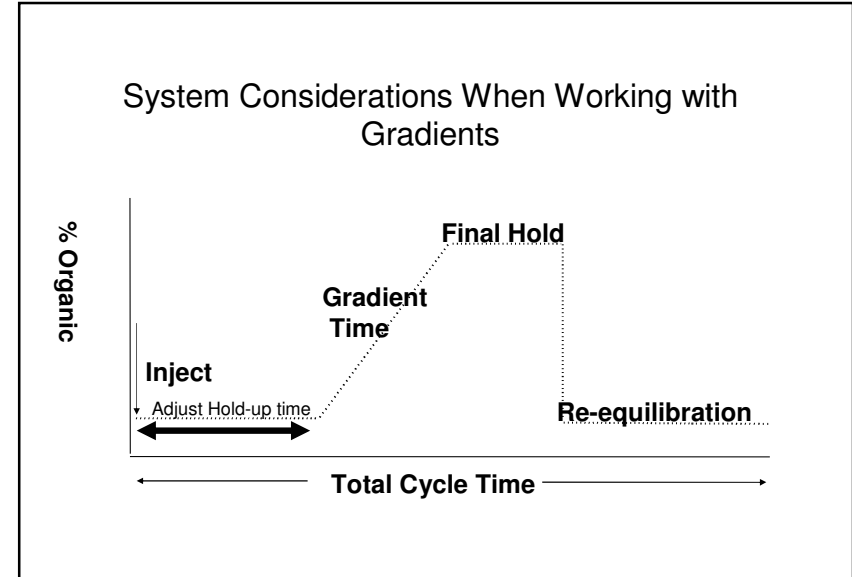 System Considerations When Working with
Gradients
% Organic
Final Hold
Gradient
Time
Inject
Adjust Hold-up time
Re-equilibration
Total Cycle Time